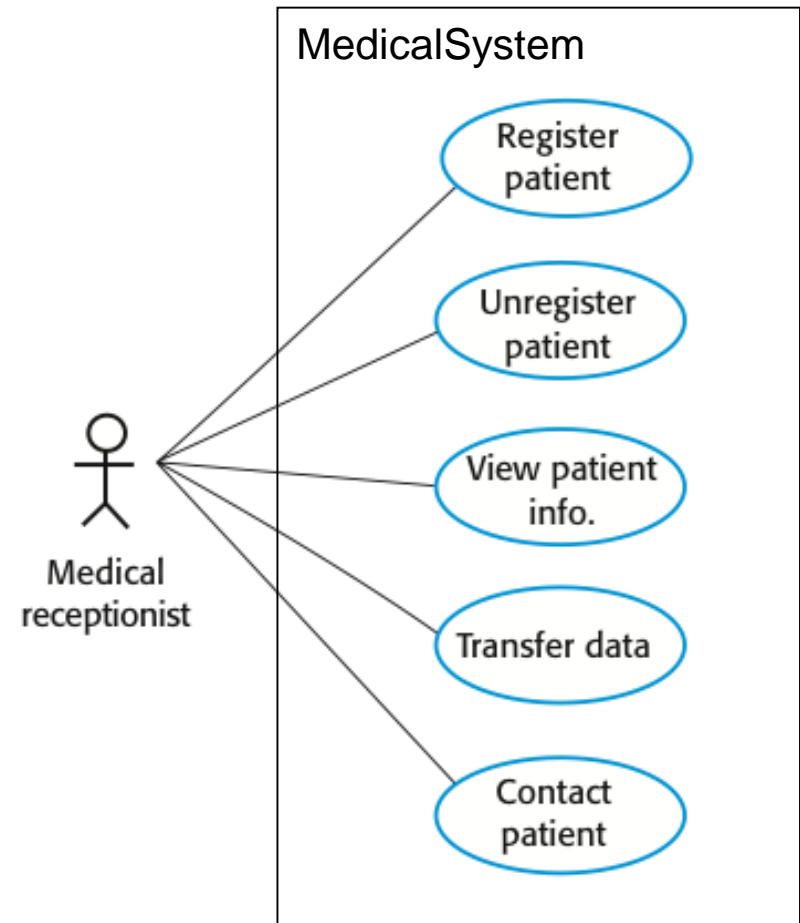 MedicalSystem
Register
patient
Unregister
patient
View patient
info.
Transfer data
Contact
patient
Medical
receptionist